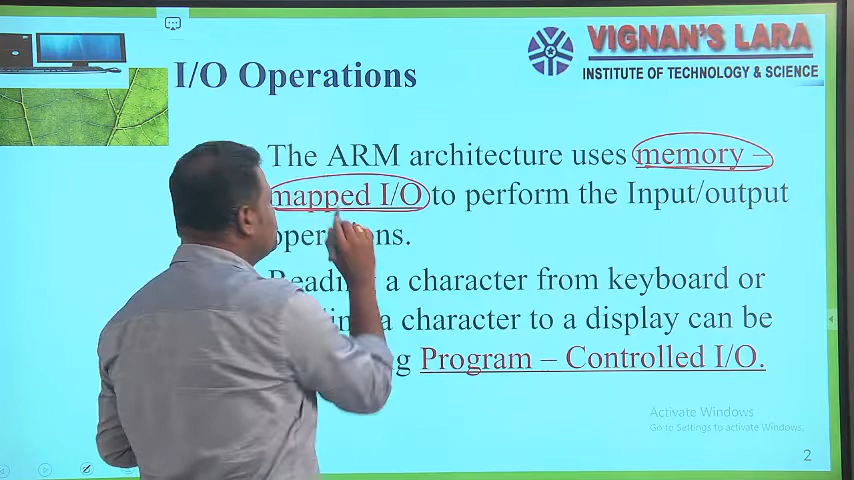 VIGNAN'S LARA
INSTITUTE OF TECHNOLOGY & SCIENCE
I/O Operations
The ARM architecture uses memory –
mapped I/O to perform the Input/output
Reading a character from keyboard or
a character to a display can be
Program – Controlled I/O.
Activate Windows
Go to Settings to activate Windows.
2